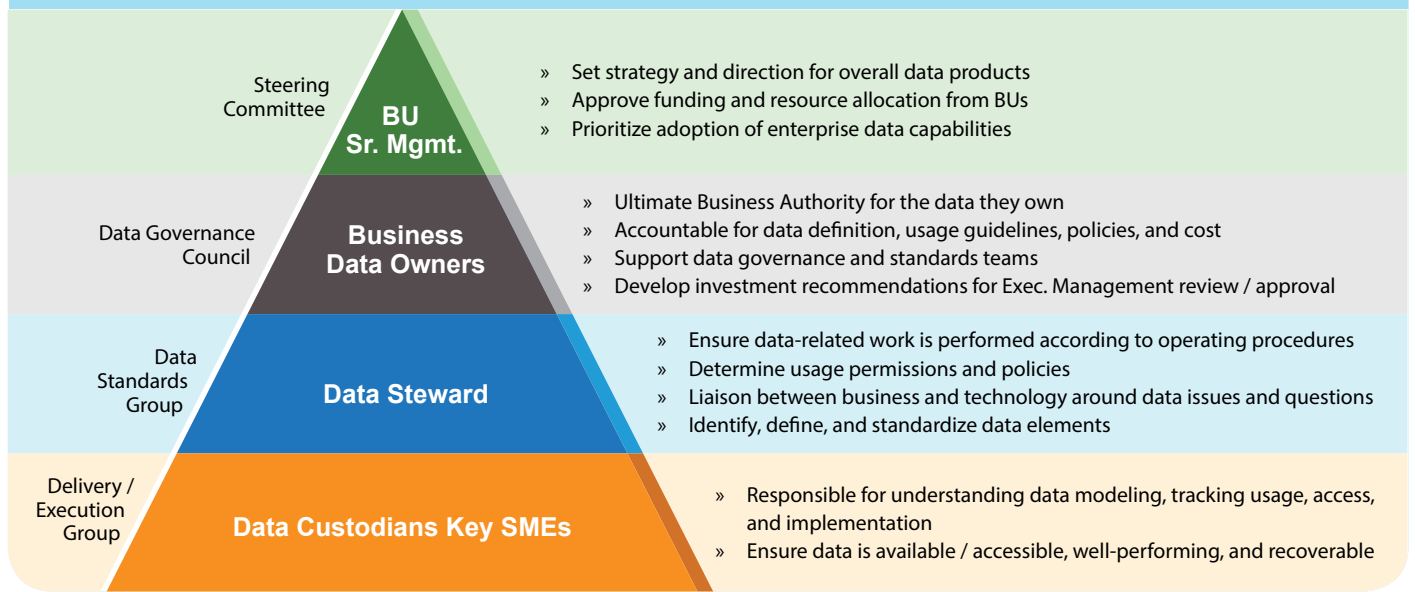 Steering
Committee
BU
Sr. Mgmt.
» Set strategy and direction for overall data products
» Approve funding and resource allocation from BUs
» Prioritize adoption of enterprise data capabilities
Data Governance
Council
Business
Data Owners
» Ultimate Business Authority for the data they own
» Accountable for data definition, usage guidelines, policies, and cost
» Support data governance and standards teams
» Develop investment recommendations for Exec. Management review / approval
Data
Standards
Group
Data Steward
» Ensure data-related work is performed according to operating procedures
» Determine usage permissions and policies
» Liaison between business and technology around data issues and questions
» Identify, define, and standardize data elements
Delivery /
Execution
Group
Data Custodians Key SMEs
» Responsible for understanding data modeling, tracking usage, access,
and implementation
» Ensure data is available / accessible, well-performing, and recoverable